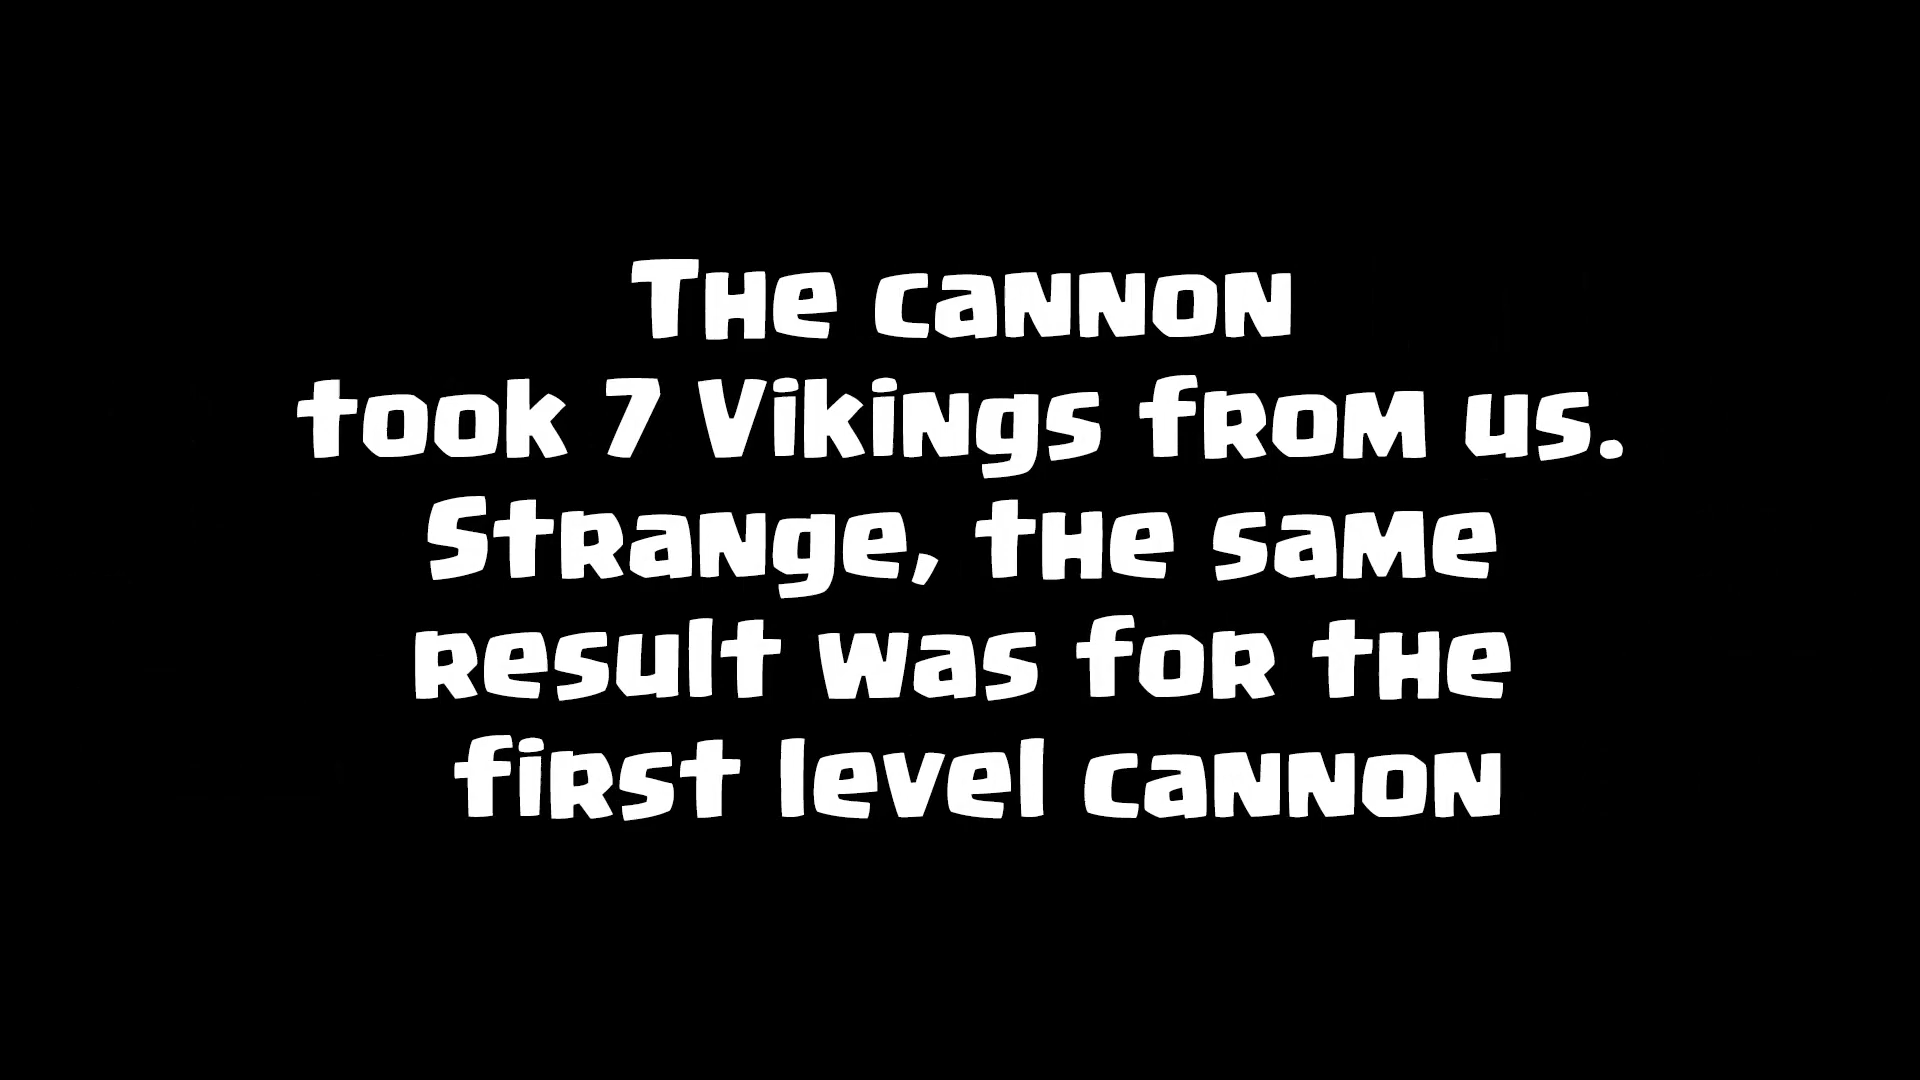 The cannon
took 7 Vikings from us.
Strange, the same
result was for the
first level cannon